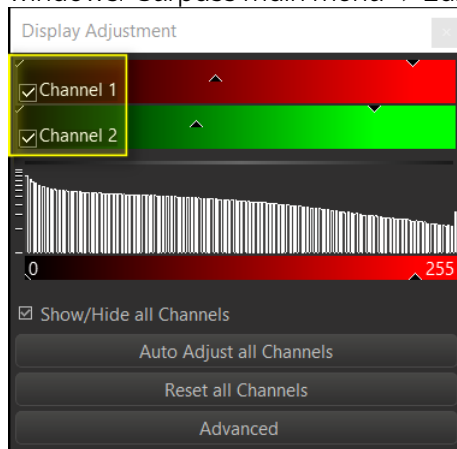 Display Adjustment
Channel 1
Channel 2
0
255
Show/Hide all Channels
Auto Adjust all Channels
Reset all Channels
Advanced